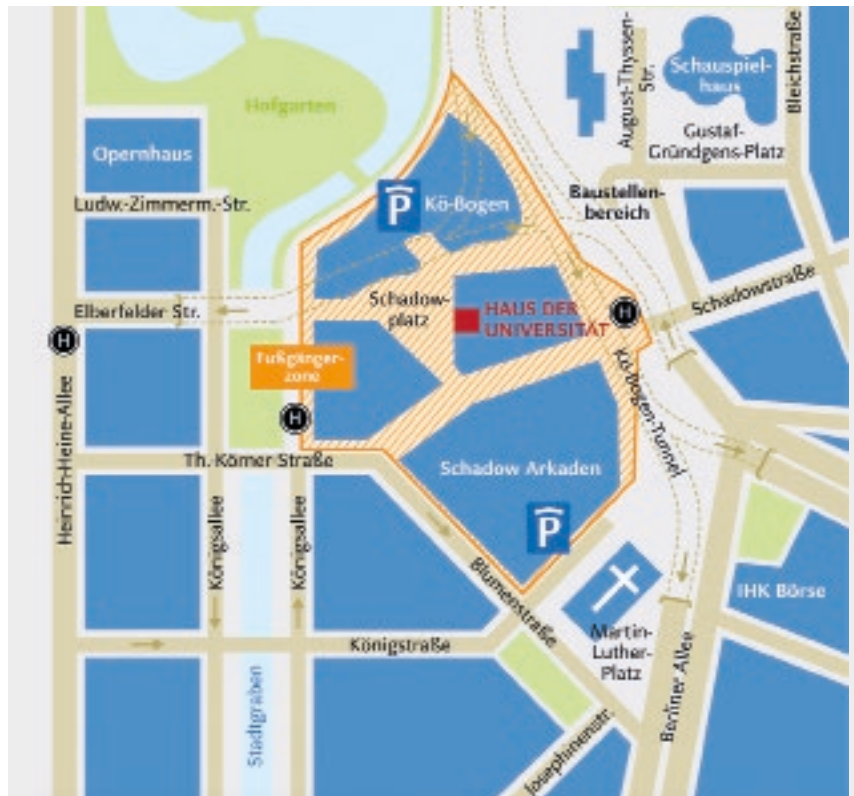 Hofgarten
Opernhaus
Ludw.-Zimmerm.-Str.
Elberfelder Str.
H
Heinrich-Heine-Allee
P
Kö-Bogen
August-Thyssen-
Str.
Schauspiel-
haus
Bleichstraße
Gustaf-
Gründgens-Platz
Baustellen-
bereich
Schadow-
platz
HAUS DER
UNIVERSITÄT
H
Schadowstraße
Fußgänger-
zone
H
Kö-Bogen-Tunnel
Th. Körner Straße
Schadow Arkaden
P
Königsallee
Königsallee
Blumenstraße
IHK Börse
Königstraße
Martin-
Luther-
Platz
Berliner Allee
Stadtgraben
Josephinenstr.